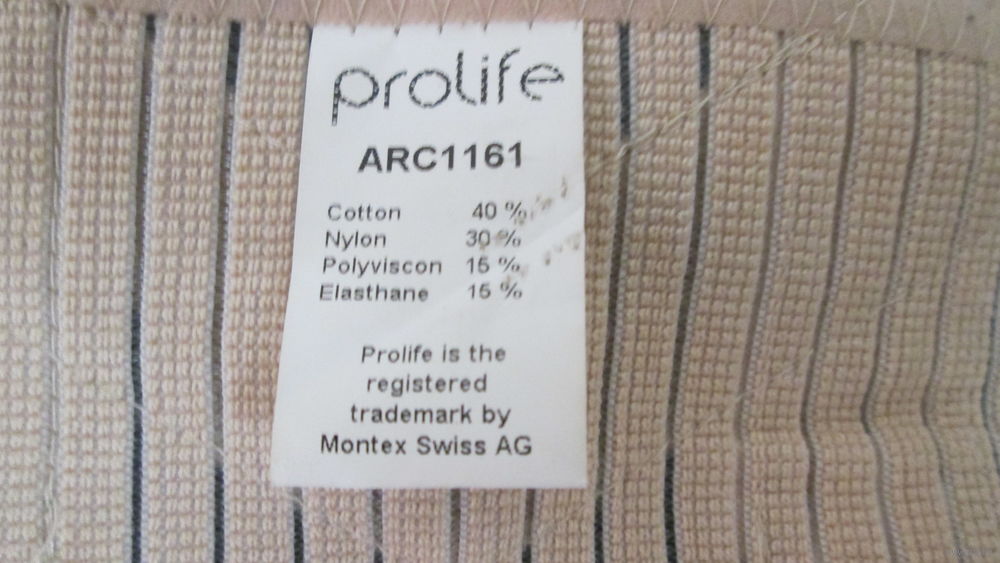 prolife
ARC1161
Cotton 40 %
Nylon 30 %
Polyviscon 15 %
Elasthane 15 %
Prolife is the
registered
trademark by
Montex Swiss AG